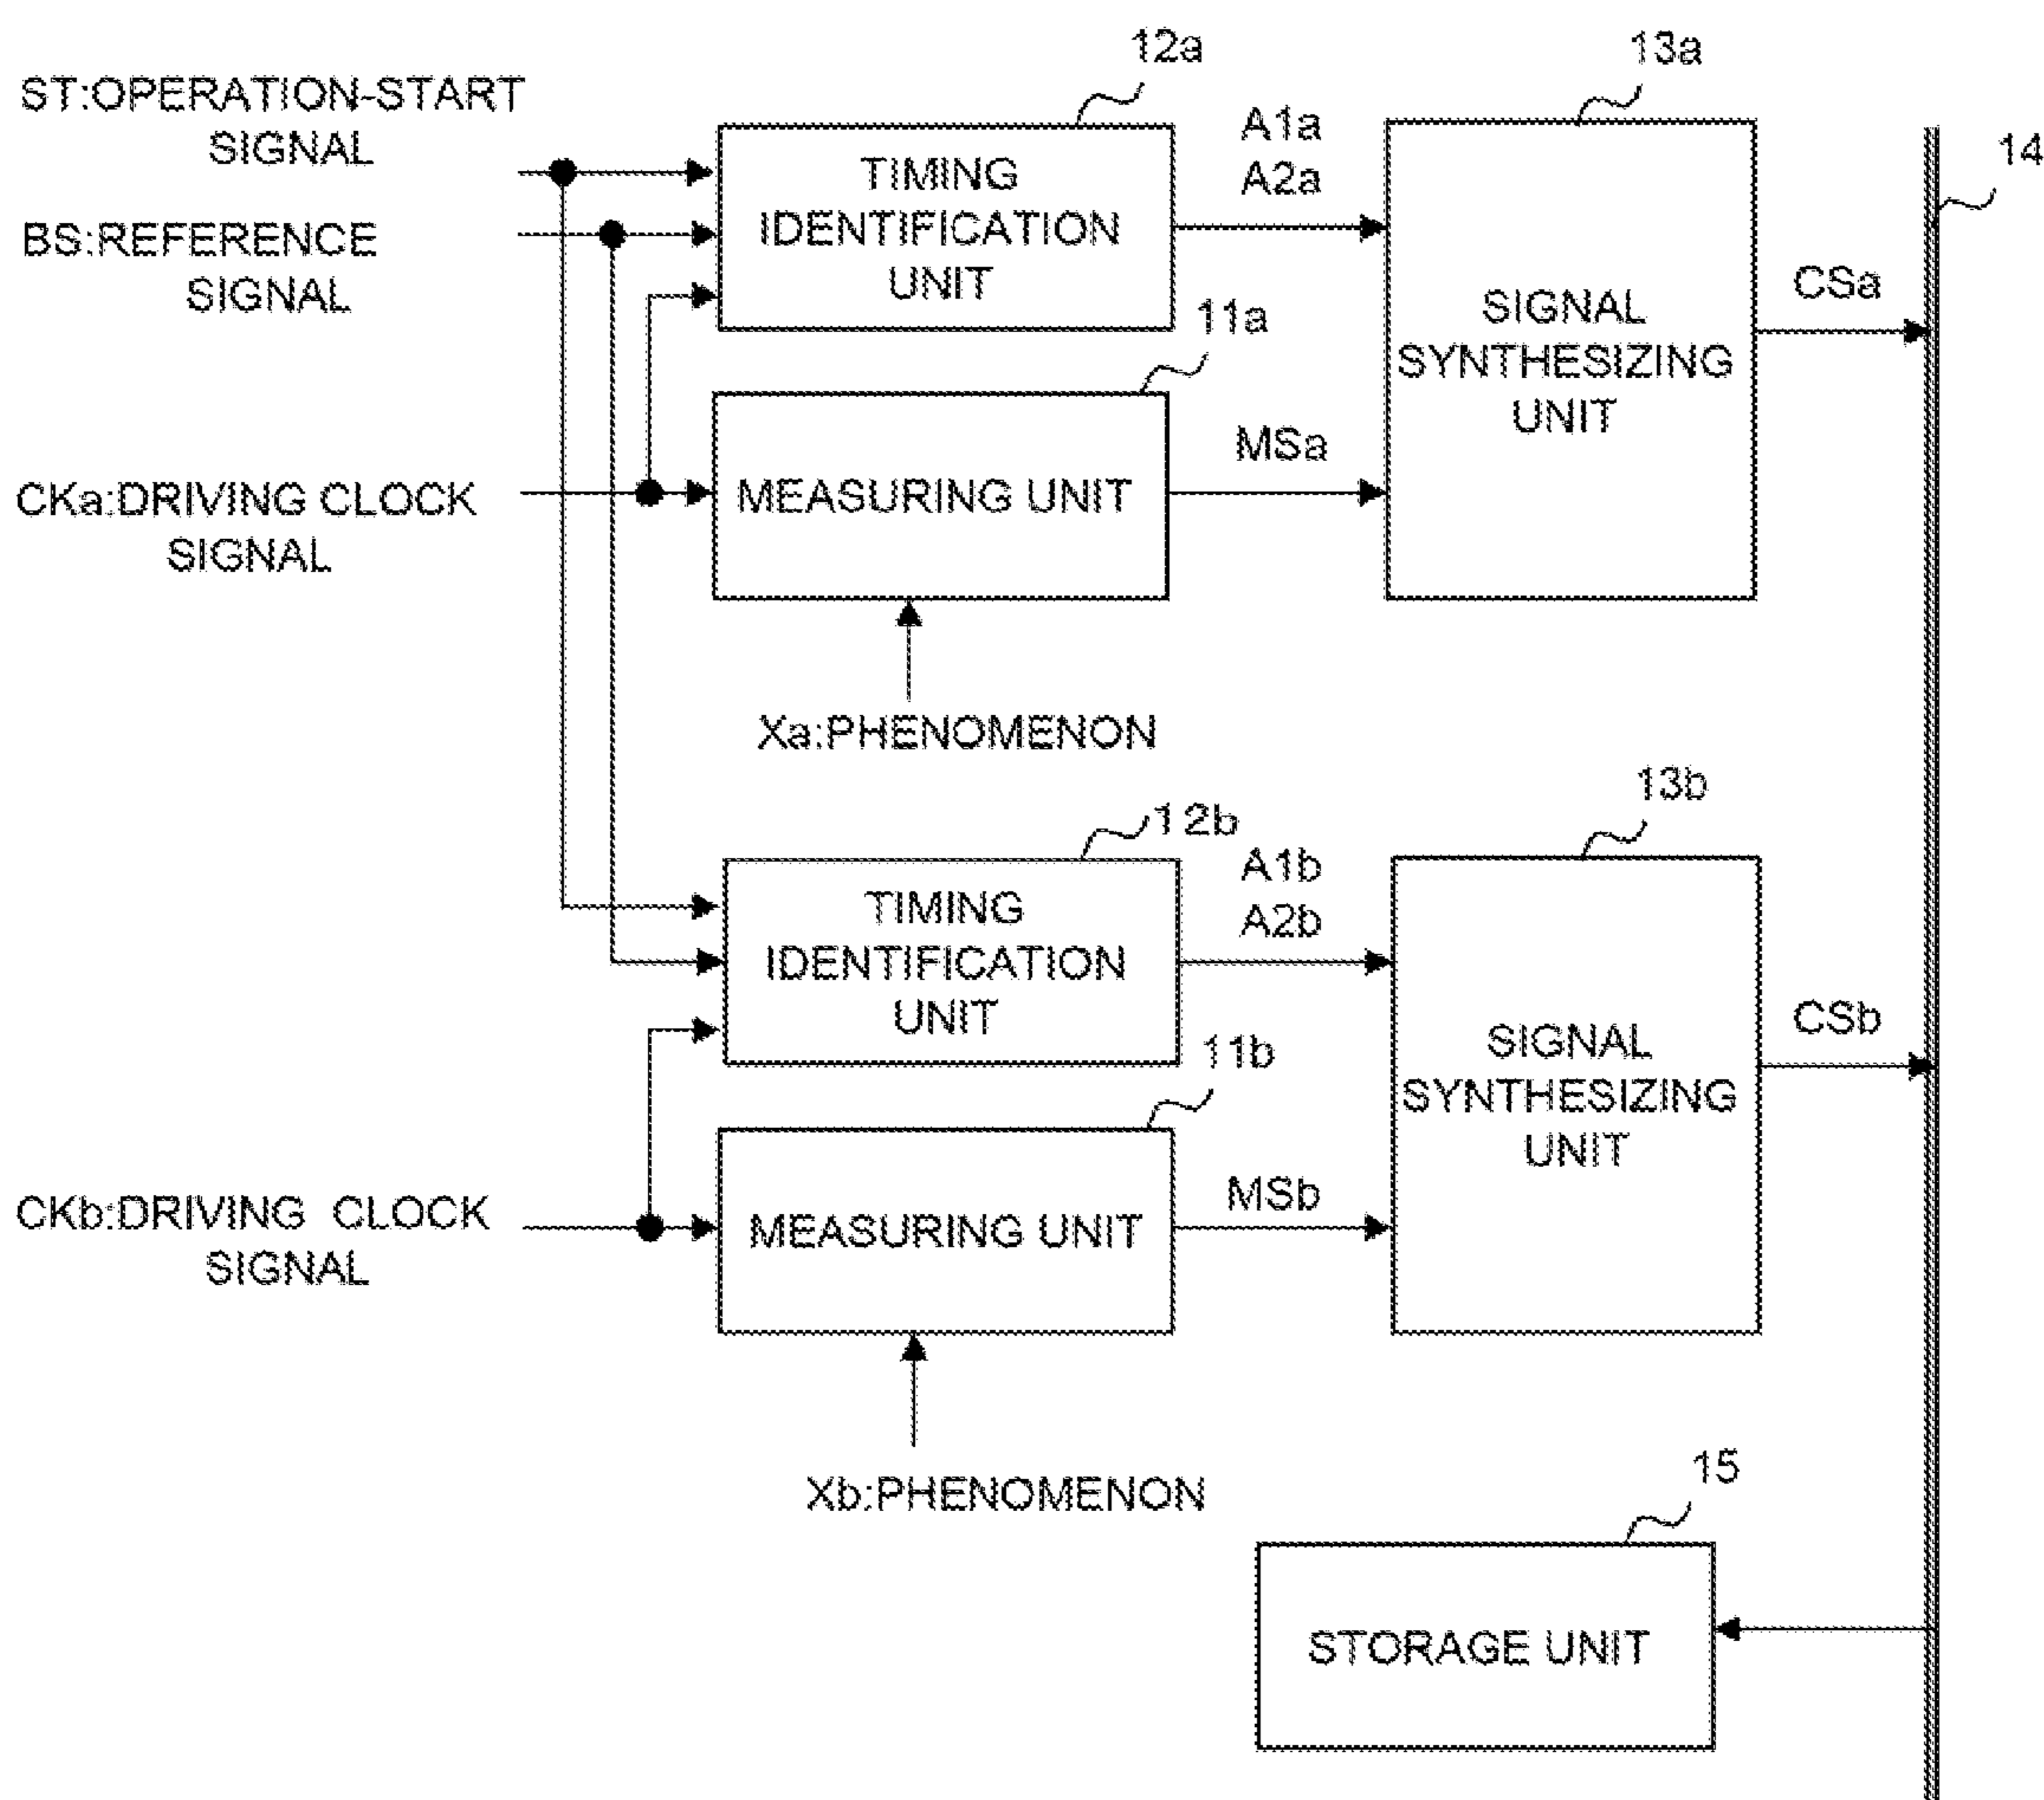 12a
13a
ST:OPERATION-START
SIGNAL
A1a
A2a
14
TIMING
IDENTIFICATION
UNIT
BS:REFERENCE
SIGNAL
CSa
11a
SIGNAL
SYNTHESIZING
UNIT
MSa
CKa:DRIVING CLOCK
SIGNAL
MEASURING UNIT
Xa:PHENOMENON
13b
12b
A1b
A2b
TIMING
IDENTIFICATION
UNIT
CSb
11b
SIGNAL
SYNTHESIZING
UNIT
MSb
CKb:DRIVING CLOCK
SIGNAL
MEASURING UNIT
15
Xb:PHENOMENON
STORAGE UNIT